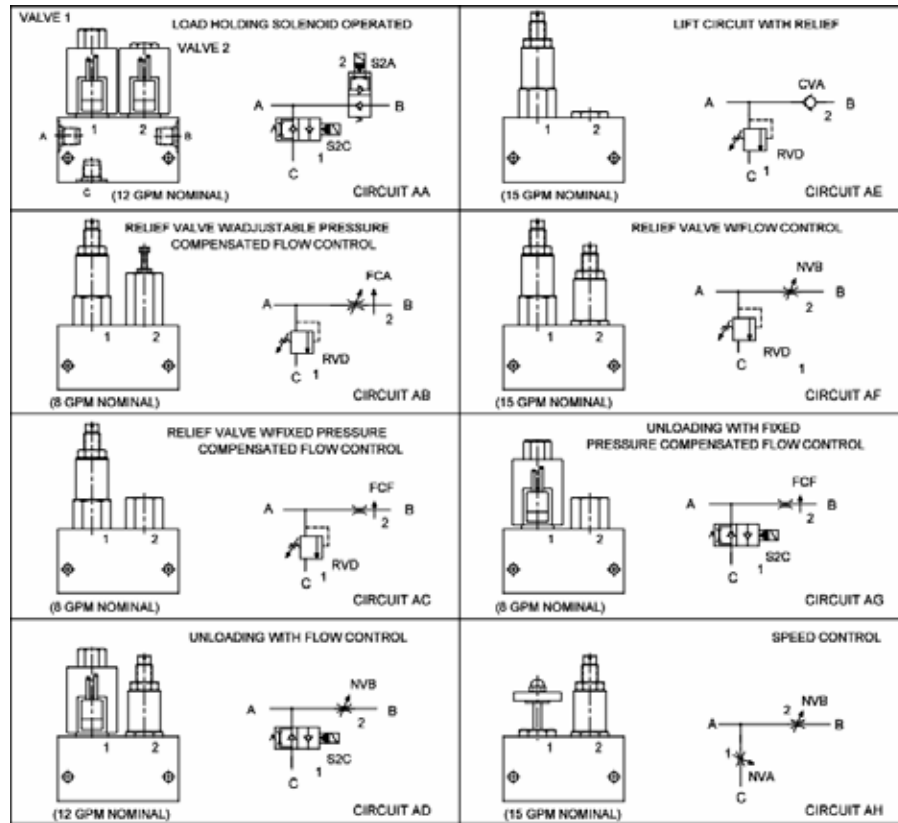 VALVE 1
LOAD HOLDING SOLENOID OPERATED
VALVE 2
2 S2A
A B
A 1 2 B
1 S2C
C C
(12 GPM NOMINAL) CIRCUIT AA
LIFT CIRCUIT WITH RELIEF
CVA
A B
1 2 2
RVD
C 1
(15 GPM NOMINAL) CIRCUIT AE
RELIEF VALVE W/ADJUSTABLE PRESSURE
COMPENSATED FLOW CONTROL
FCA
A B
1 2 2
RVD
C 1
(8 GPM NOMINAL) CIRCUIT AB
RELIEF VALVE W/FLOW CONTROL
NVB
A B
1 2 2
RVD
C 1
(15 GPM NOMINAL) CIRCUIT AF
RELIEF VALVE W/FIXED PRESSURE
COMPENSATED FLOW CONTROL
FCF
A B
1 2 2
RVD
C 1
(8 GPM NOMINAL) CIRCUIT AC
UNLOADING WITH FIXED
PRESSURE COMPENSATED FLOW CONTROL
FCF
A B
1 2 2
1 S2C
C
(8 GPM NOMINAL) CIRCUIT AG
UNLOADING WITH FLOW CONTROL
NVB
A B
1 2 2
1 S2C
C
(12 GPM NOMINAL) CIRCUIT AD
SPEED CONTROL
NVB
2
A B
1 2 1
NVA
C
(15 GPM NOMINAL) CIRCUIT AH